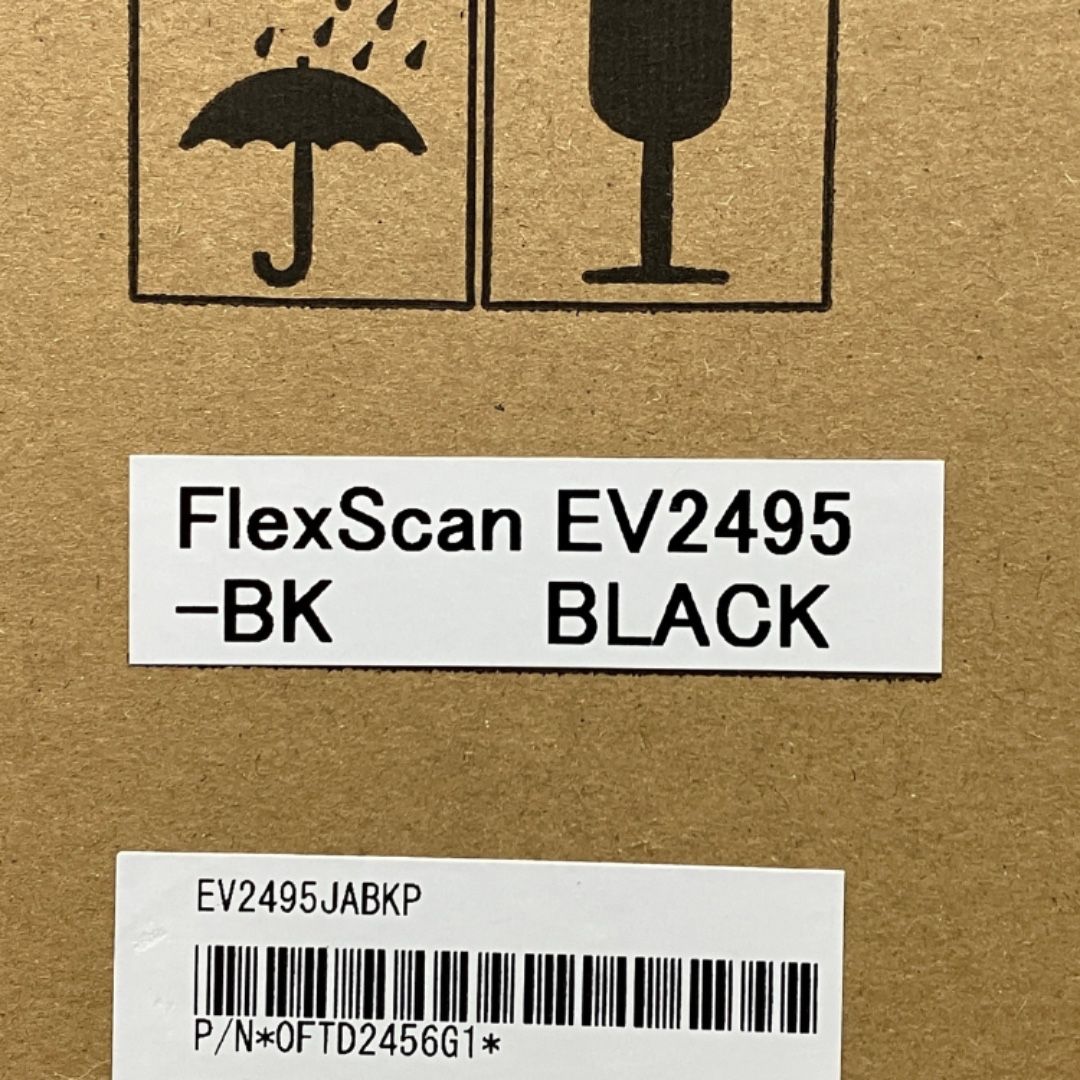 FlexScan EV2495
-BK BLACK
EV2495JABKP
P/N*0FTD2456G1*